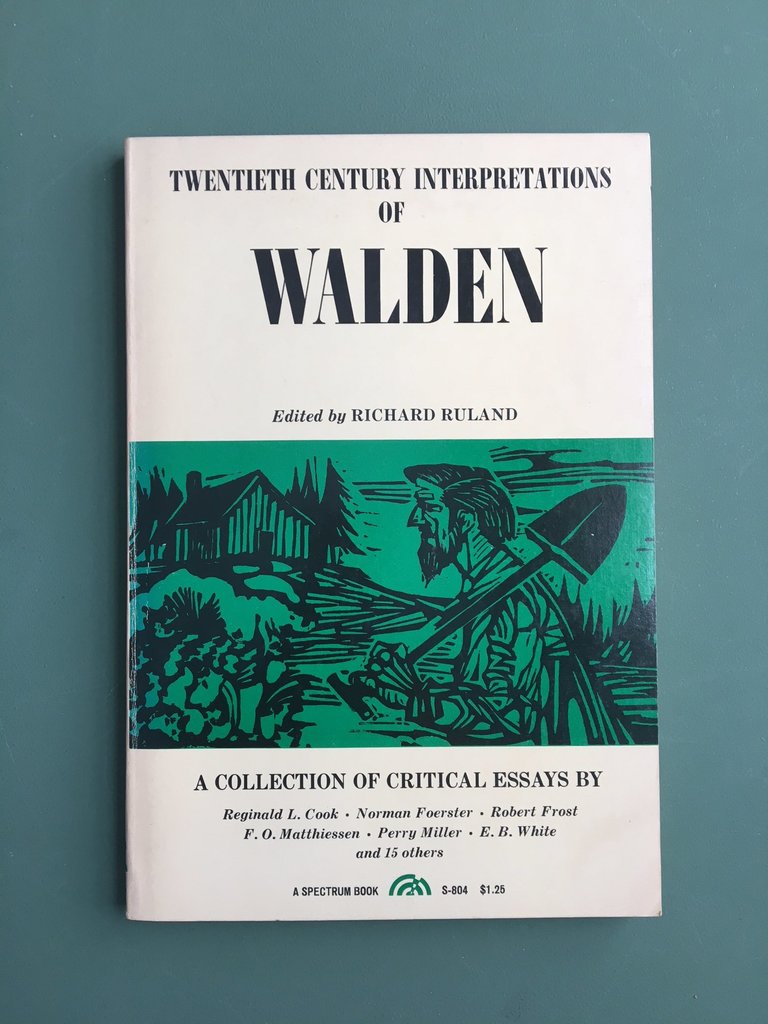 TWENTIETH CENTURY INTERPRETATIONS
OF
WALDEN
Edited by RICHARD RULAND
A COLLECTION OF CRITICAL ESSAYS BY
Reginald L. Cook • Norman Foerster • Robert Frost
F. O. Matthiessen • Perry Miller • E. B. White
and 15 others
A SPECTRUM BOOK S-804 $1.25